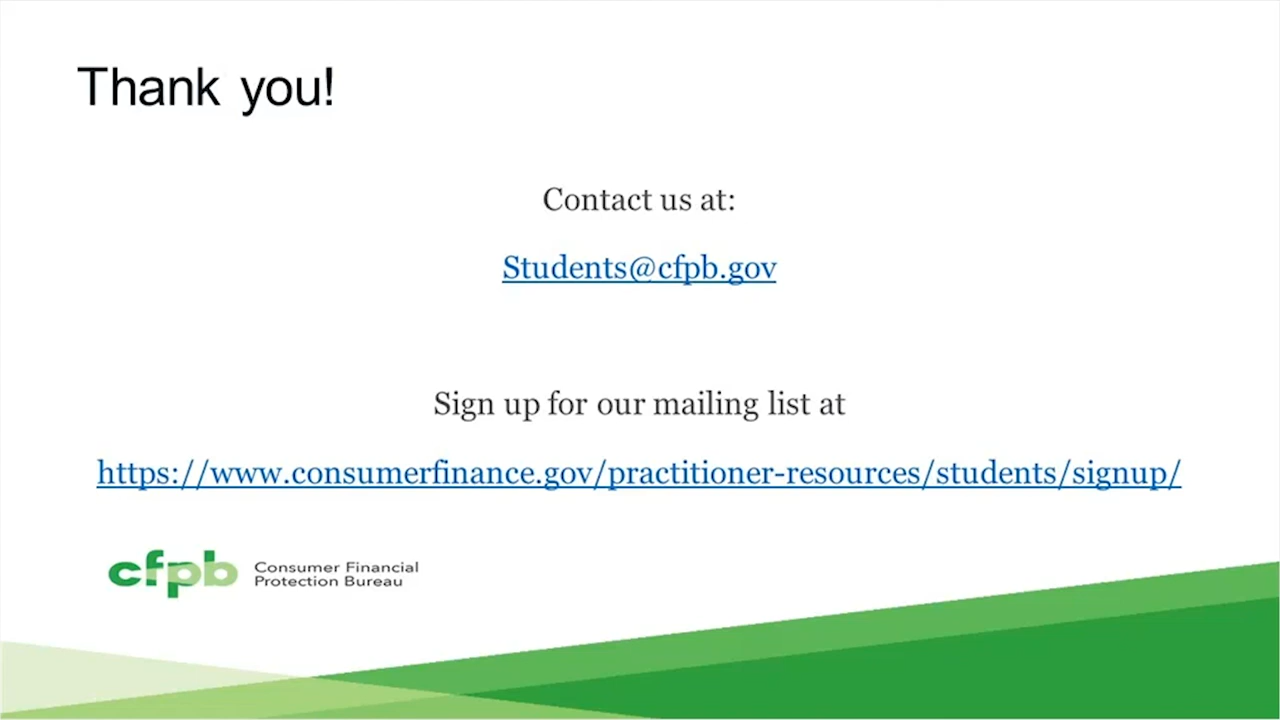 Thank you!
Contact us at:
Students@cfpb.gov
Sign up for our mailing list at
https://www.consumerfinance.gov/practitioner-resources/students/signup/
cfpb Consumer Financial
Protection Bureau